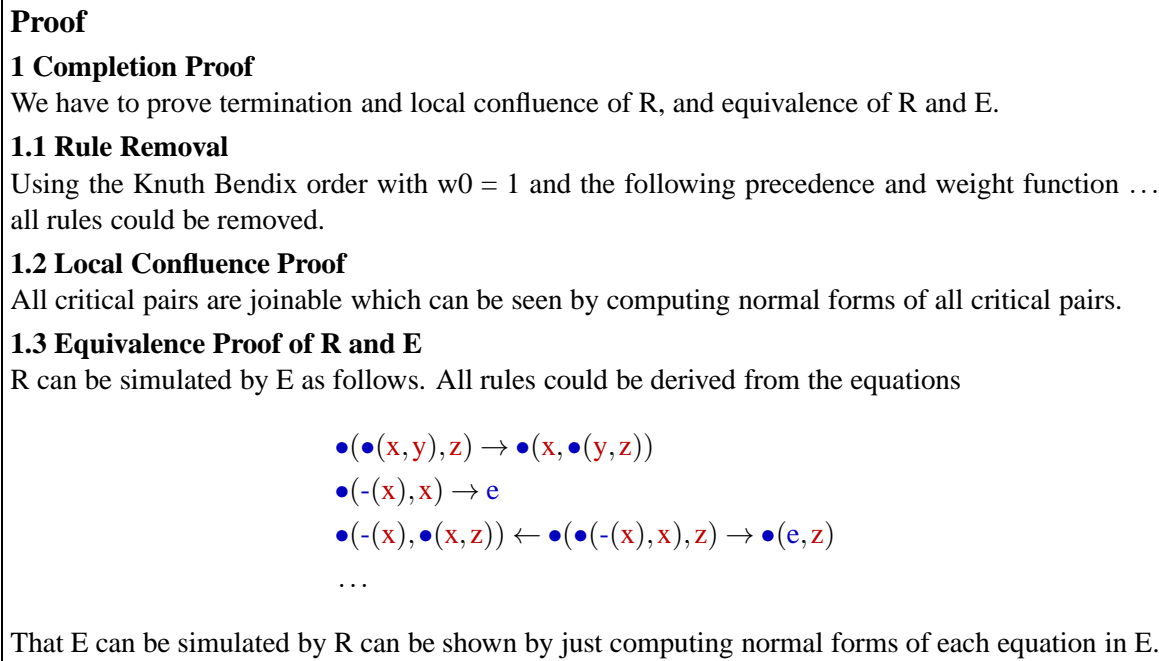 Proof
1 Completion Proof
We have to prove termination and local confluence of R, and equivalence of R and E.
1.1 Rule Removal
Using the Knuth Bendix order with w0 = 1 and the following precedence and weight function …
all rules could be removed.
1.2 Local Confluence Proof
All critical pairs are joinable which can be seen by computing normal forms of all critical pairs.
1.3 Equivalence Proof of R and E
R can be simulated by E as follows. All rules could be derived from the equations
•(•(x,y),z) → •(x,•(y,z))
•(-(x),x) → e
•(-(x),•(x,z)) ← •(•(-(x),x),z) → •(e,z)
…
That E can be simulated by R can be shown by just computing normal forms of each equation in E.